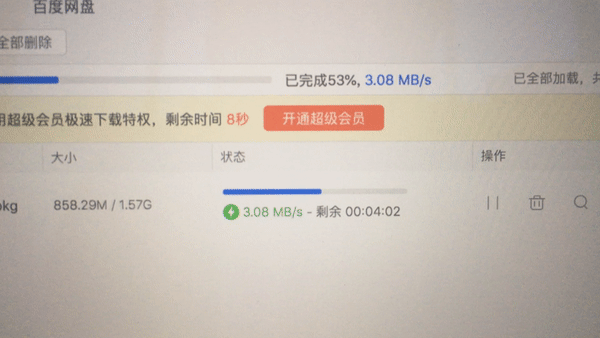 百度网盘
全部删除
已完成53%, 3.08 MB/s 已全部加载，共
用超级会员极速下载特权，剩余时间 8秒 开通超级会员
大小 状态 操作
pkg 858.29M / 1.57G 3.08 MB/s - 剩余 00:04:02